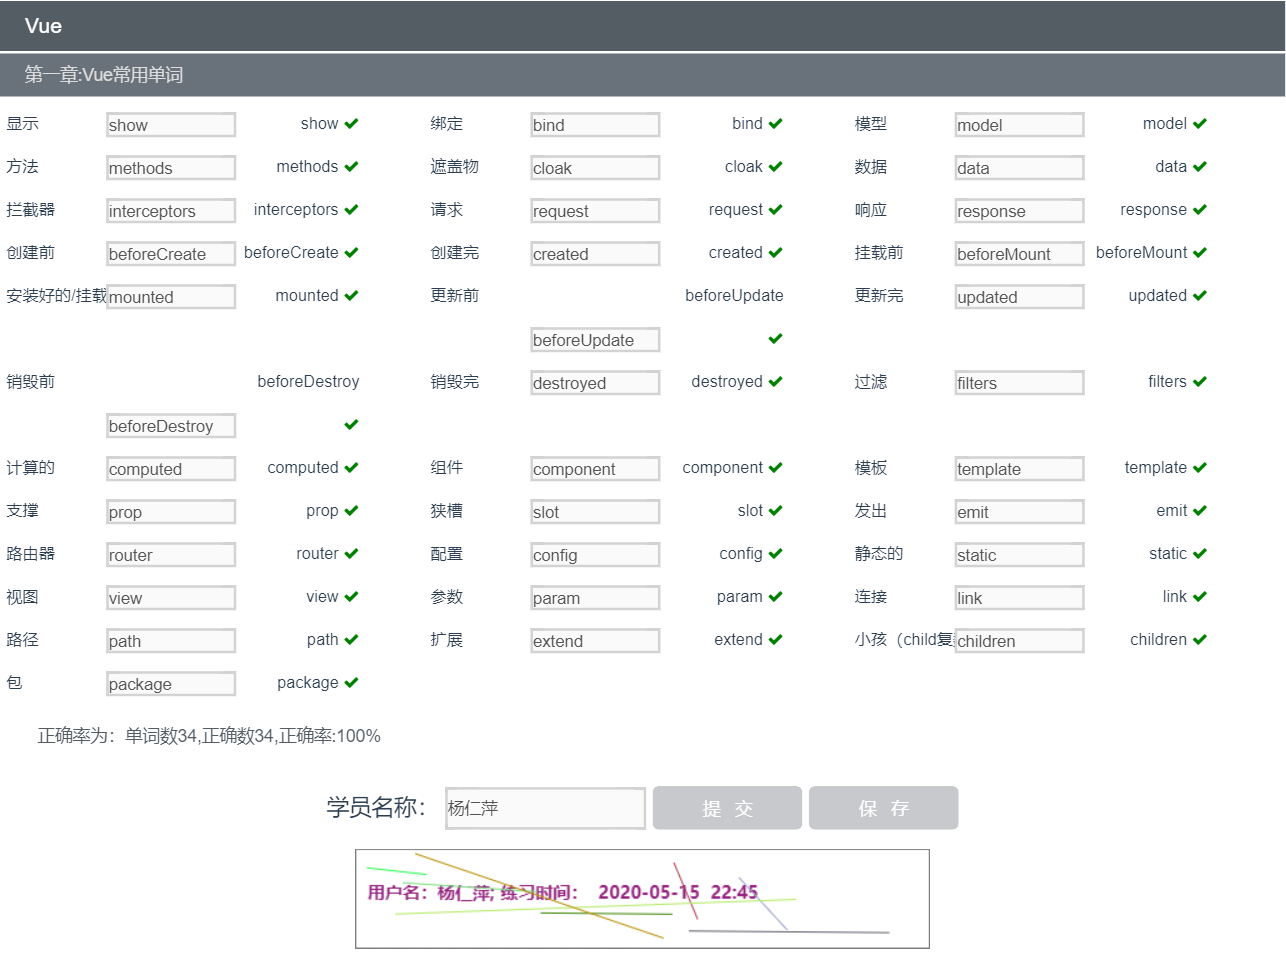 Vue
第一章:Vue常用单词
显示 show show 绑定 bind bind 模型 model model
方法 methods methods 遮盖物 cloak cloak 数据 data data
拦截器 interceptors interceptors 请求 request request 响应 response response
创建前 beforeCreate beforeCreate 创建完 created created 挂载前 beforeMount beforeMount
安装好的/挂载 mounted mounted 更新前 beforeUpdate 更新完 updated updated
beforeUpdate
销毁前 beforeDestroy 销毁完 destroyed destroyed 过滤 filters filters
beforeDestroy
计算的 computed computed 组件 component component 模板 template template
支撑 prop prop 狭槽 slot slot 发出 emit emit
路由器 router router 配置 config config 静态的 static static
视图 view view 参数 param param 连接 link link
路径 path path 扩展 extend extend 小孩（child children children
包 package package
正确率为：单词数34,正确数34,正确率:100%
学员名称： 杨仁萍 提 交 保 存
用户名：杨仁萍; 练习时间： 2020-05-15 22:45